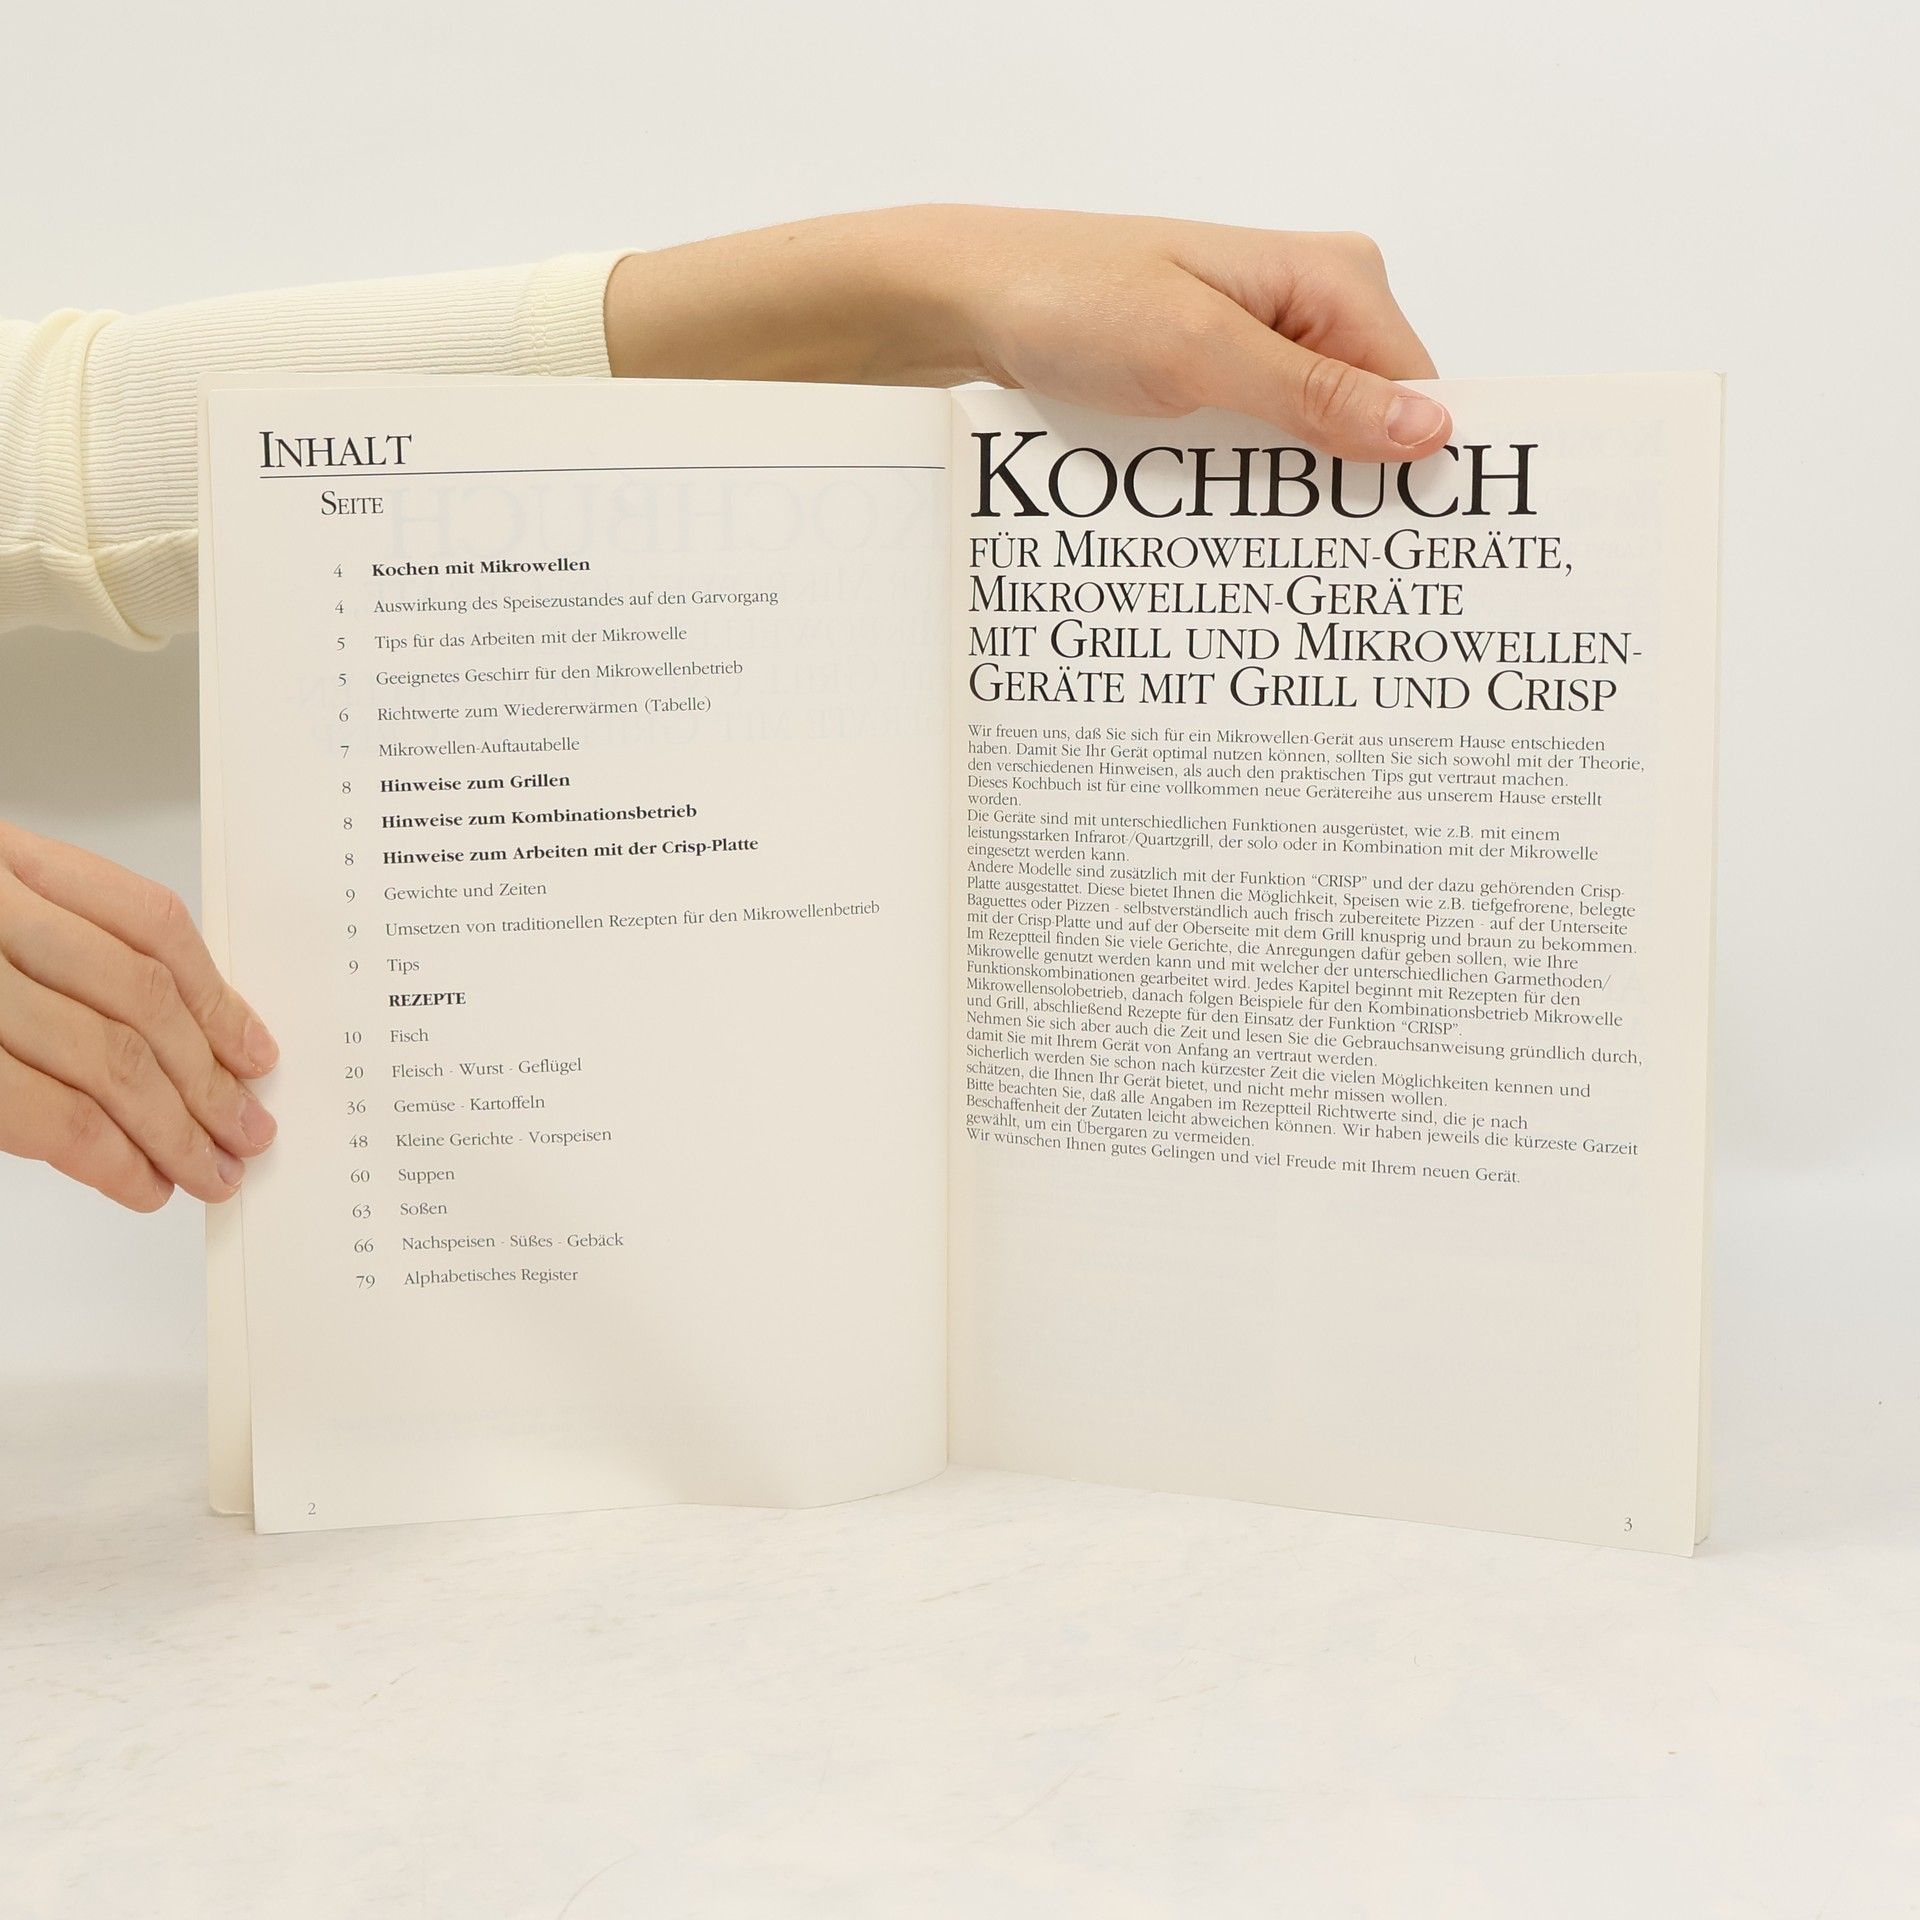 INHALT
SEITE
4 Kochen mit Mikrowellen
4 Auswirkung des Speisezustandes auf den Garvorgang
5 Tips für das Arbeiten mit der Mikrowelle
5 Geeignetes Geschirr für den Mikrowellenbetrieb
6 Richtwerte zum Wiedererwärmen (Tabelle)
7 Mikrowellen-Auftautabelle
8 Hinweise zum Grillen
8 Hinweise zum Kombinationsbetrieb
8 Hinweise zum Arbeiten mit der Crisp-Platte
9 Gewichte und Zeiten
9 Umsetzen von traditionellen Rezepten für den Mikrowellenbetrieb
9 Tips
REZEPTE
10 Fisch
20 Fleisch - Wurst - Geflügel
36 Gemüse - Kartoffeln
48 Kleine Gerichte - Vorspeisen
60 Suppen
63 Soßen
66 Nachspeisen - Süßes - Gebäck
79 Alphabetisches Register
2
KOCHBUCH
FÜR MIKROWELLEN-GERÄTE,
MIKROWELLEN-GERÄTE
MIT GRILL UND MIKROWELLEN-
GERÄTE MIT GRILL UND CRISP
Wir freuen uns, daß Sie sich für ein Mikrowellen-Gerät aus unserem Hause entschieden
haben. Damit Sie Ihr Gerät optimal nutzen können, sollten Sie sich sowohl mit der Theorie,
den verschiedenen Hinweisen, als auch den praktischen Tips gut vertraut machen.
Dieses Kochbuch ist für eine vollkommen neue Gerätereihe aus unserem Hause erstellt
worden.
Die Geräte sind mit unterschiedlichen Funktionen ausgerüstet, wie z.B. mit einem
leistungsstarken Infrarot-/Quartzgrill, der solo oder in Kombination mit der Mikrowelle
eingesetzt werden kann.
Andere Modelle sind zusätzlich mit der Funktion “CRISP” und der dazu gehörenden Crisp-
Platte ausgestattet. Diese bietet Ihnen die Möglichkeit, Speisen wie z.B. tiefgefrorene, belegte
Baguettes oder Pizzen - selbstverständlich auch frisch zubereitete Pizzen - auf der Unterseite
mit der Crisp-Platte und auf der Oberseite mit dem Grill knusprig und braun zu bekommen.
Im Rezeptteil finden Sie viele Gerichte, die Anregungen dafür geben sollen, wie Ihre
Mikrowelle genutzt werden kann und mit welcher der unterschiedlichen Garmethoden/
Funktionskombinationen gearbeitet wird. Jedes Kapitel beginnt mit Rezepten für den
Mikrowellensolobetrieb, danach folgen Beispiele für den Kombinationsbetrieb Mikrowelle
und Grill, abschließend Rezepte für den Einsatz der Funktion “CRISP”.
Nehmen Sie sich aber auch die Zeit und lesen Sie die Gebrauchsanweisung gründlich durch,
damit Sie mit Ihrem Gerät von Anfang an vertraut werden.
Sicherlich werden Sie schon nach kürzester Zeit die vielen Möglichkeiten kennen und
schätzen, die Ihnen Ihr Gerät bietet, und nicht mehr missen wollen.
Bitte beachten Sie, daß alle Angaben im Rezeptteil Richtwerte sind, die je nach
Beschaffenheit der Zutaten leicht abweichen können. Wir haben jeweils die kürzeste Garzeit
gewählt, um ein Übergaren zu vermeiden.
Wir wünschen Ihnen gutes Gelingen und viel Freude mit Ihrem neuen Gerät.
3